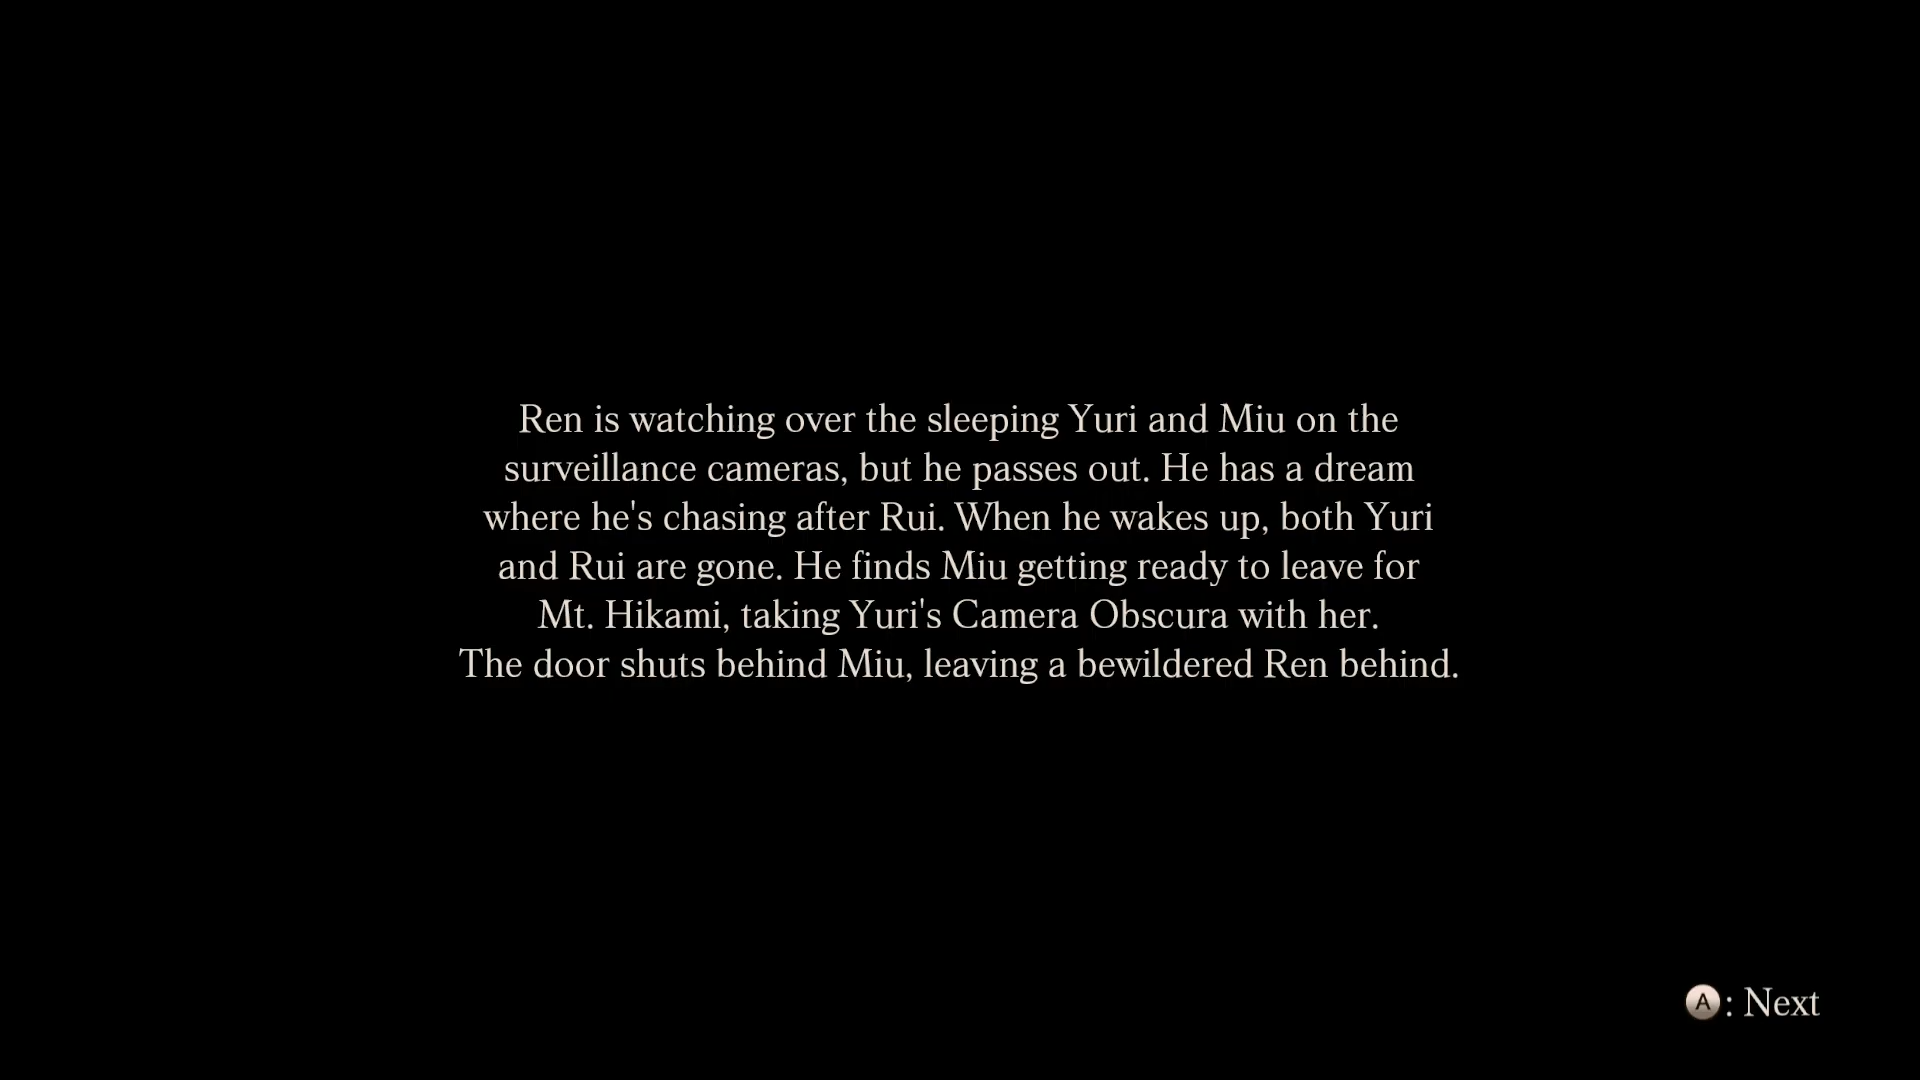 Ren is watching over the sleeping Yuri and Miu on the
surveillance cameras, but he passes out. He has a dream
where he's chasing after Rui. When he wakes up, both Yuri
and Rui are gone. He finds Miu getting ready to leave for
Mt. Hikami, taking Yuri's Camera Obscura with her.
The door shuts behind Miu, leaving a bewildered Ren behind.
A: Next